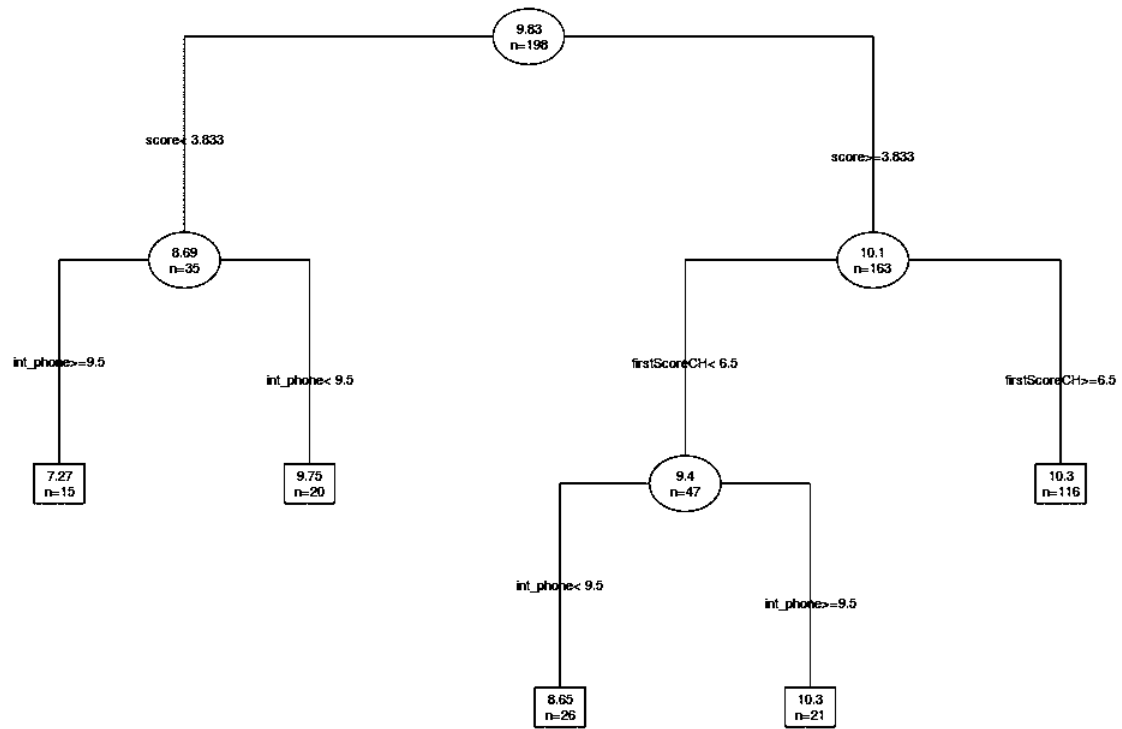 9.83
n=198
score< 3.833
score>=3.833
8.69
n=35
10.1
n=163
int_phone>=9.5
int_phone< 9.5
firstScoreCH< 6.5
firstScoreCH>=6.5
7.27
n=15
9.75
n=20
9.4
n=47
10.3
n=116
int_phone< 9.5
int_phone>=9.5
8.65
n=26
10.3
n=21